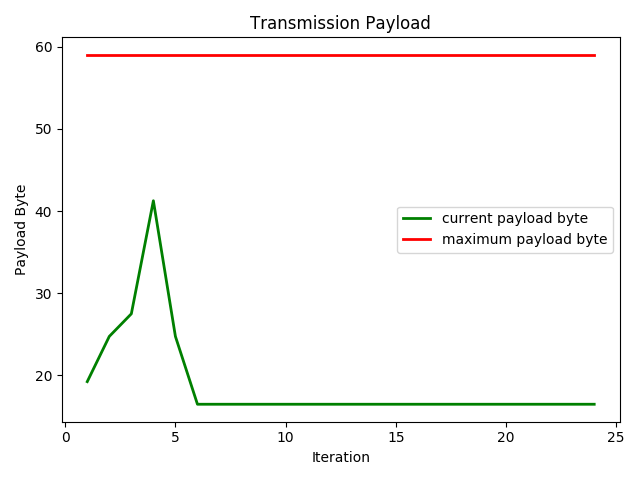 Transmission Payload
60
50
40
30
20
Payload Byte
current payload byte
maximum payload byte
0 5 10 15 20 25
Iteration